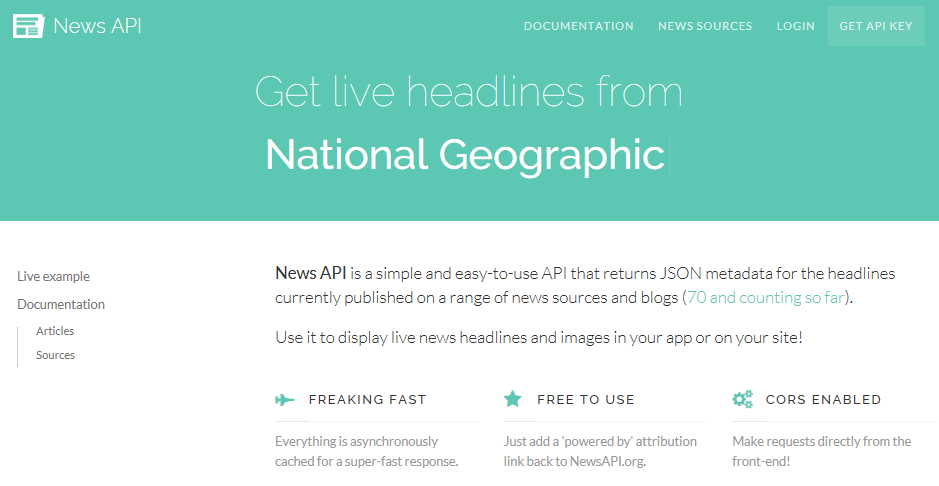 News API
DOCUMENTATION
NEWS SOURCES
LOGIN
GET API KEY
Get live headlines from
National Geographic
Live example
Documentation
Articles
Sources
News API is a simple and easy-to-use API that returns JSON metadata for the headlines
currently published on a range of news sources and blogs (70 and counting so far).
Use it to display live news headlines and images in your app or on your site!
FREAKING FAST
Everything is asynchronously
cached for a super-fast response.
FREE TO USE
Just add a 'powered by' attribution
link back to NewsAPI.org.
CORS ENABLED
Make requests directly from the
front-end!